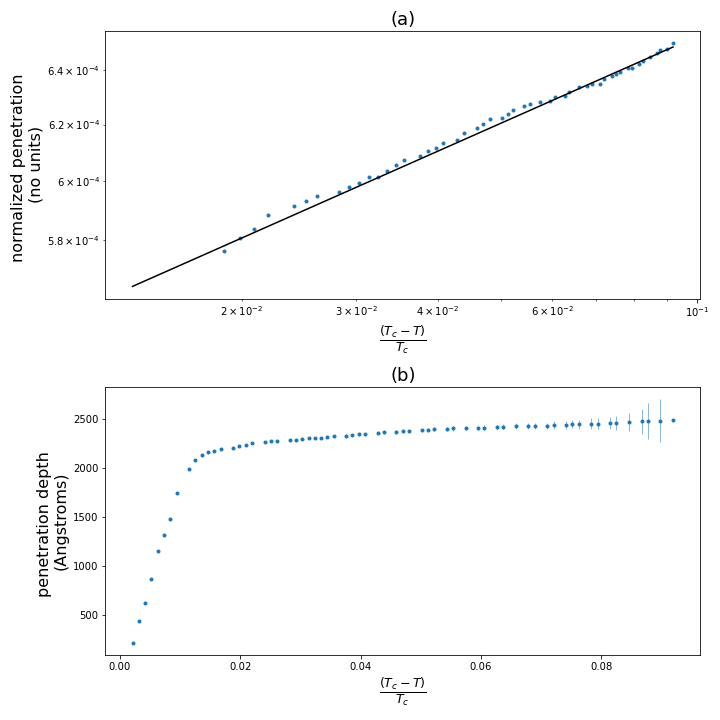 (a)
normalized penetration
(no units)
6.4 × 10⁻⁴
6.2 × 10⁻⁴
6 × 10⁻⁴
5.8 × 10⁻⁴
2 × 10⁻² 3 × 10⁻² 4 × 10⁻² 6 × 10⁻² 10⁻¹
(T_c − T)
T_c
(b)
penetration depth
(Angstroms)
2500
2000
1500
1000
500
0.00 0.02 0.04 0.06 0.08
(T_c − T)
T_c